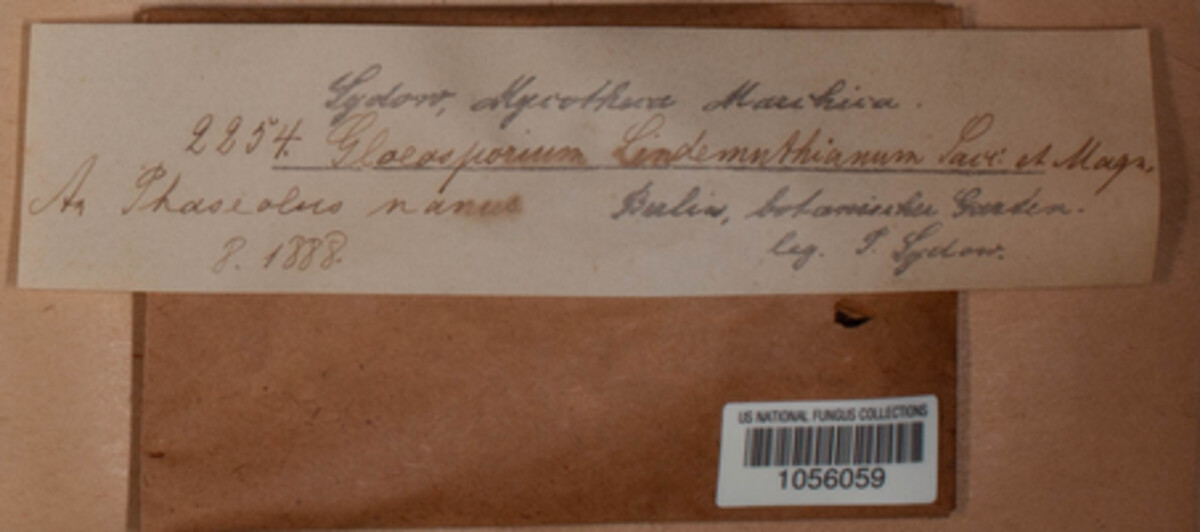 Sydow, Mycotheca Marchica.
2254. Gloeosporium Lindemuthianum Sacc. et Magn.
An Phaseolus nanus Berlin, botanischer Garten.
8. 1888. leg. P. Sydow.
US NATIONAL FUNGUS COLLECTIONS
1056059